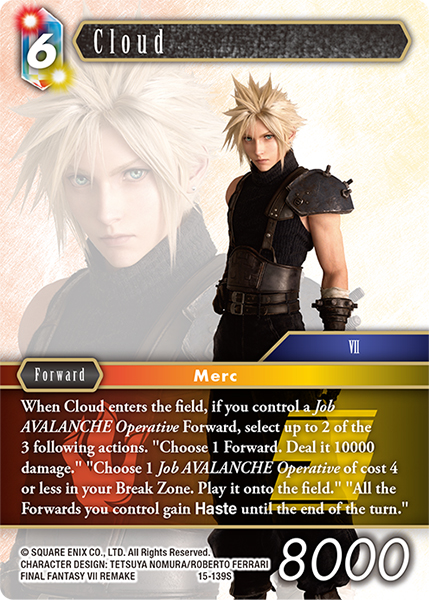 6
Cloud
VII
Forward
Merc
When Cloud enters the field, if you control a Job
AVALANCHE Operative Forward, select up to 2 of the
3 following actions. "Choose 1 Forward. Deal it 10000
damage." "Choose 1 Job AVALANCHE Operative of cost 4
or less in your Break Zone. Play it onto the field." "All the
Forwards you control gain Haste until the end of the turn."
© SQUARE ENIX CO., LTD. All Rights Reserved.
CHARACTER DESIGN: TETSUYA NOMURA/ROBERTO FERRARI
FINAL FANTASY VII REMAKE
15-139S
8000